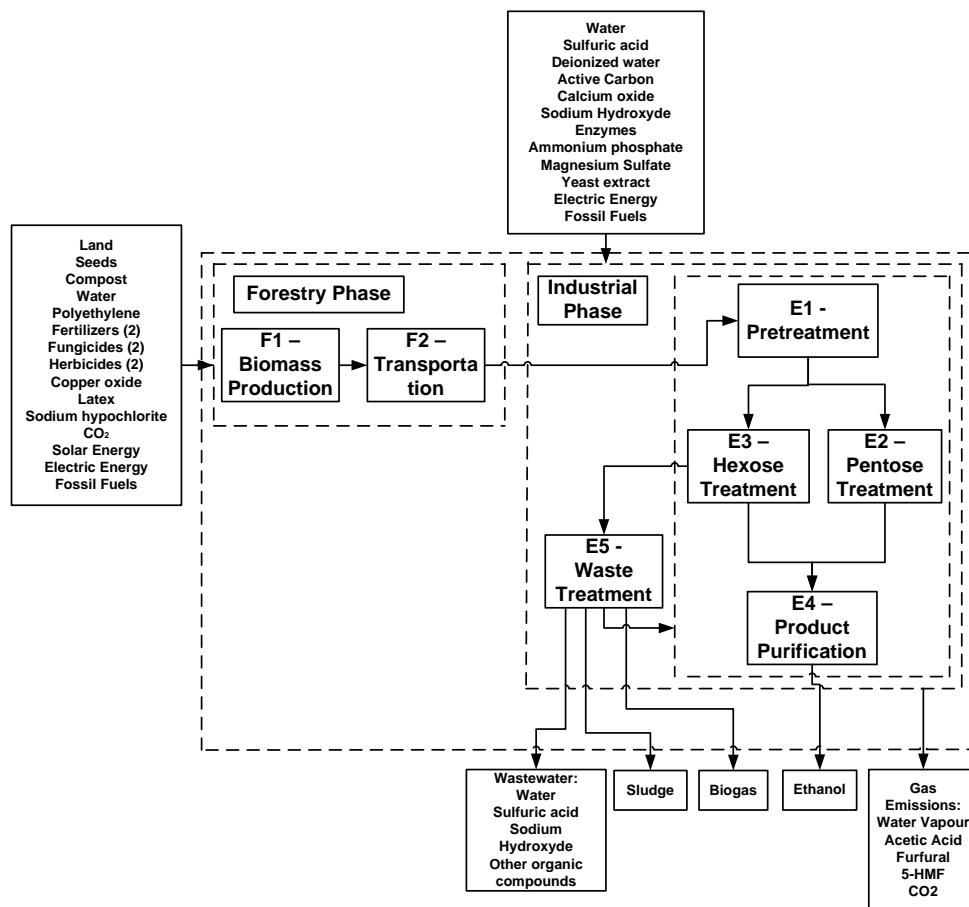 Water
Sulfuric acid
Deionized water
Active Carbon
Calcium oxide
Sodium Hydroxyde
Enzymes
Ammonium phosphate
Magnesium Sulfate
Yeast extract
Electric Energy
Fossil Fuels
Land
Seeds
Compost
Water
Polyethylene
Fertilizers (2)
Fungicides (2)
Herbicides (2)
Copper oxide
Latex
Sodium hypochlorite
CO₂
Solar Energy
Electric Energy
Fossil Fuels
Forestry Phase
F1 –
Biomass
Production
F2 –
Transporta
tion
Industrial
Phase
E1 -
Pretreatment
E3 –
Hexose
Treatment
E2 –
Pentose
Treatment
E5 -
Waste
Treatment
E4 –
Product
Purification
Wastewater:
Water
Sulfuric acid
Sodium
Hydroxyde
Other organic
compounds
Sludge
Biogas
Ethanol
Gas
Emissions:
Water Vapour
Acetic Acid
Furfural
5-HMF
CO2